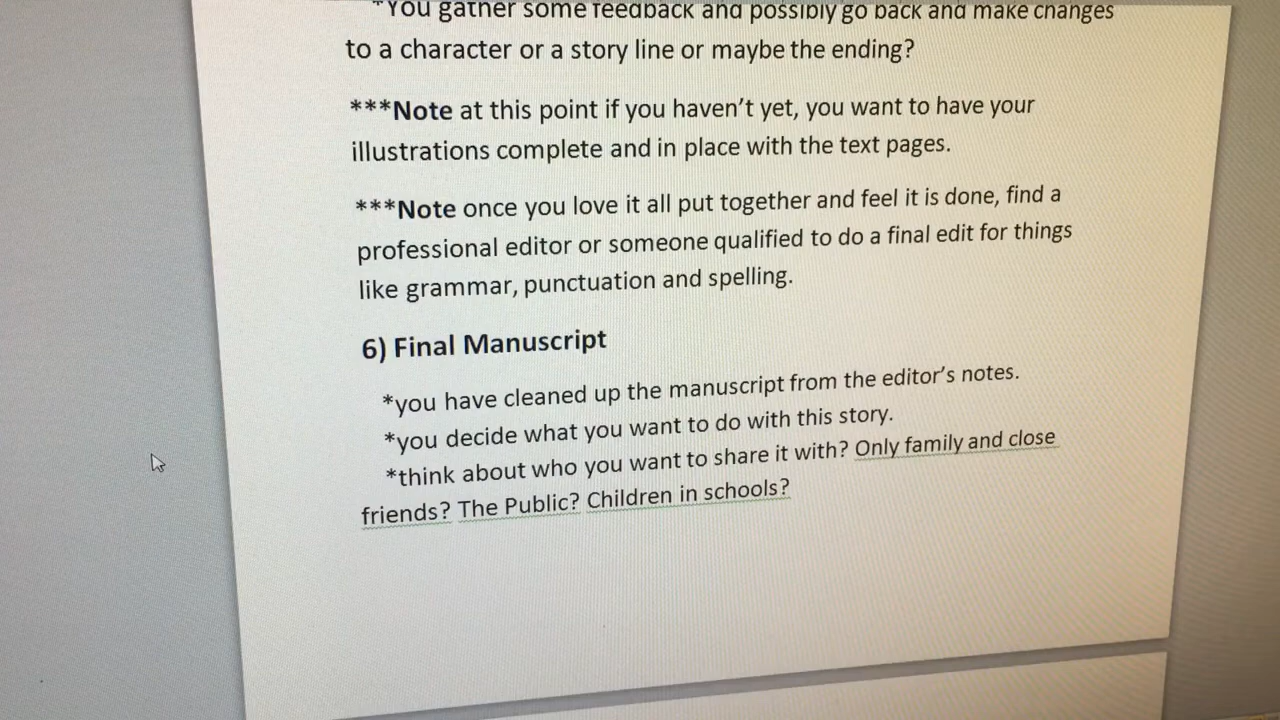 *You gather some feedback and possibly go back and make changes
to a character or a story line or maybe the ending?
***Note at this point if you haven't yet, you want to have your
illustrations complete and in place with the text pages.
***Note once you love it all put together and feel it is done, find a
professional editor or someone qualified to do a final edit for things
like grammar, punctuation and spelling.
6) Final Manuscript
*you have cleaned up the manuscript from the editor's notes.
*you decide what you want to do with this story.
*think about who you want to share it with? Only family and close
friends? The Public? Children in schools?